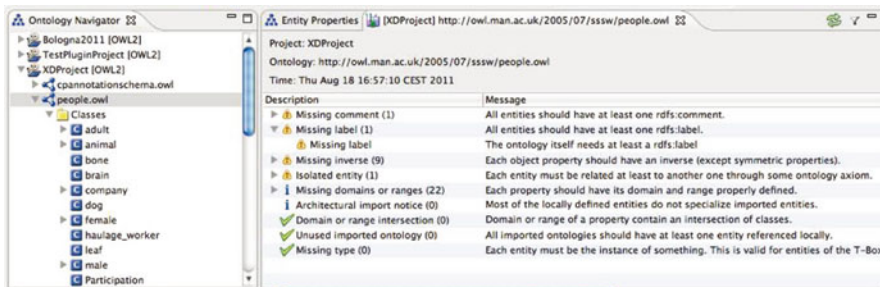 Ontology Navigator
Bologna2011 [OWL2]
TestPluginProject [OWL2]
XDProject [OWL2]
cpannotationschema.owl
people.owl
Classes
adult
animal
bone
brain
company
dog
female
haulage_worker
leaf
male
Participation
Entity Properties [XDProject] http://owl.man.ac.uk/2005/07/sssw/people.owl
Project: XDProject
Ontology: http://owl.man.ac.uk/2005/07/sssw/people.owl
Time: Thu Aug 18 16:57:10 CEST 2011
Description Message
Missing comment (1) All entities should have at least one rdfs:comment.
Missing label (1) All entities should have at least one rdfs:label.
Missing label The ontology itself needs at least a rdfs:label
Missing inverse (9) Each object property should have an inverse (except symmetric properties).
Isolated entity (1) Each entity must be related at least to another one through some ontology axiom.
Missing domains or ranges (22) Each property should have its domain and range properly defined.
Architectural import notice (0) Most of the locally defined entities do not specialize imported entities.
Domain or range intersection (0) Domain or range of a property contain an intersection of classes.
Unused imported ontology (0) All imported ontologies should have at least one entity referenced locally.
Missing type (0) Each entity must be the instance of something. This is valid for entities of the T-Box